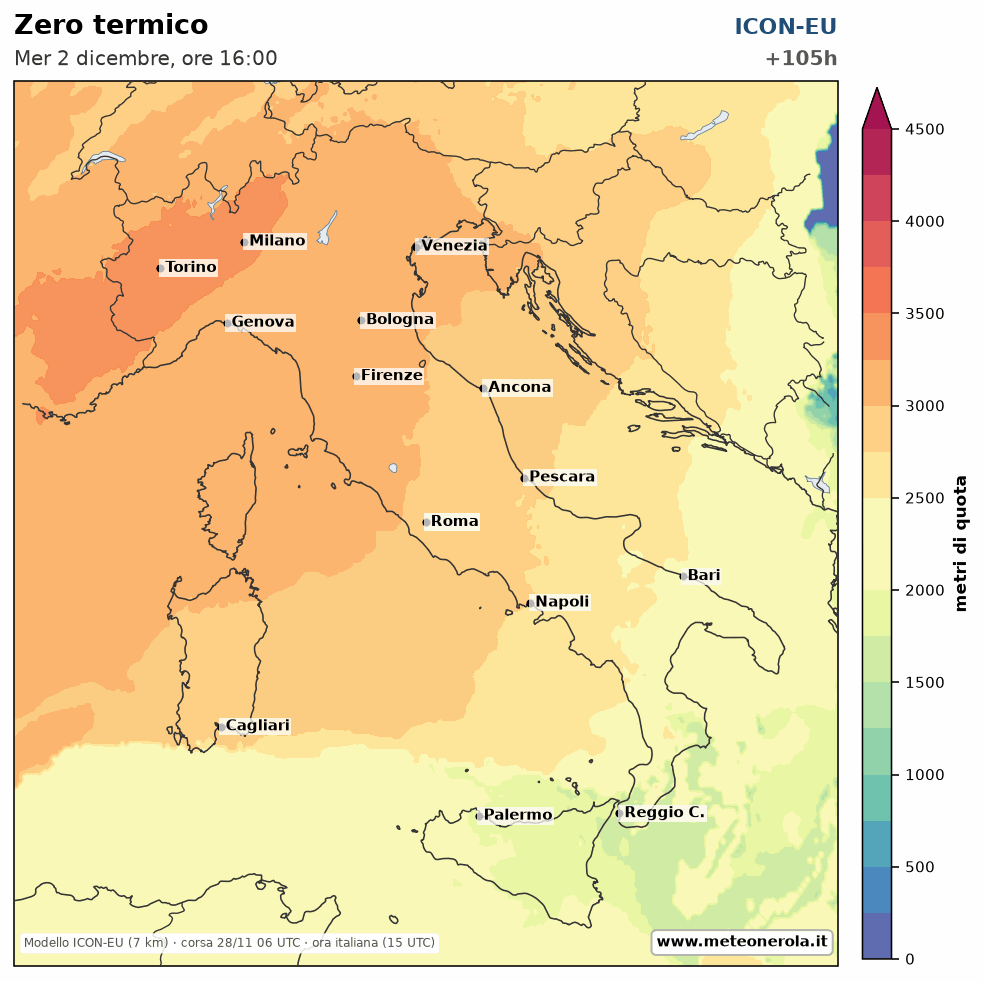 Zero termico
ICON-EU
Mer 2 dicembre, ore 16:00
+105h
4500
4000
3500
3000
2500
2000
1500
1000
500
0
metri di quota
Milano
Venezia
Torino
Bologna
Genova
Firenze
Ancona
Pescara
Roma
Bari
Napoli
Cagliari
Palermo
Reggio C.
Modello ICON-EU (7 km) · corsa 28/11 06 UTC · ora italiana (15 UTC)
www.meteonerola.it